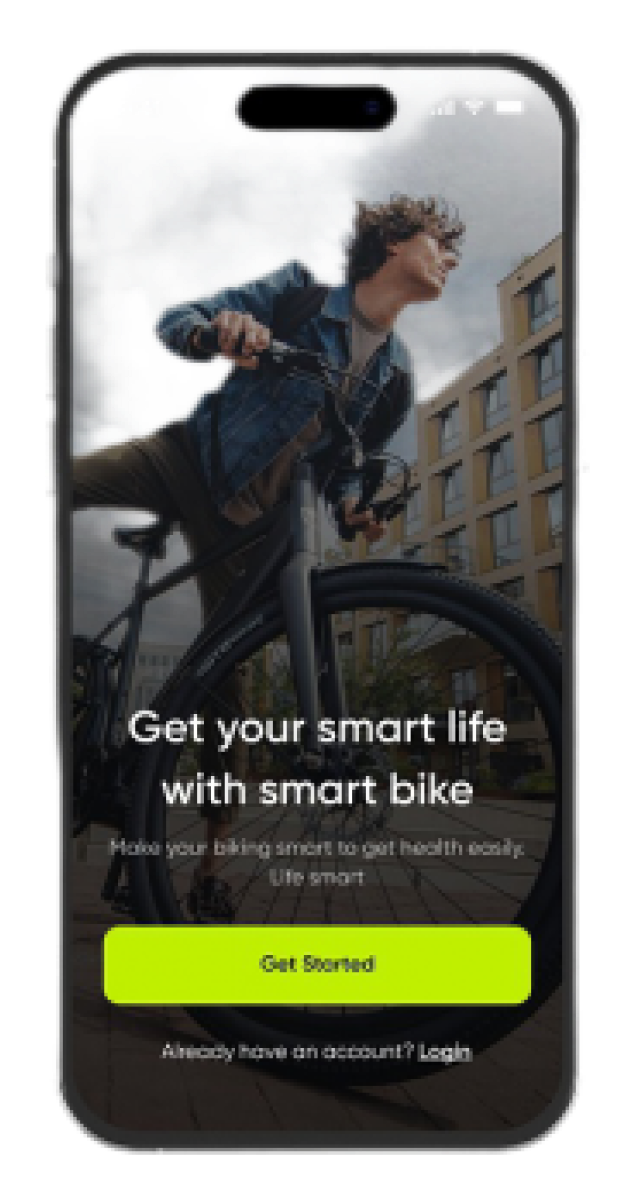 Get your smart life
with smart bike
Make your biking smart to get health easily.
Life smart
Get Started
Already have an account? Login